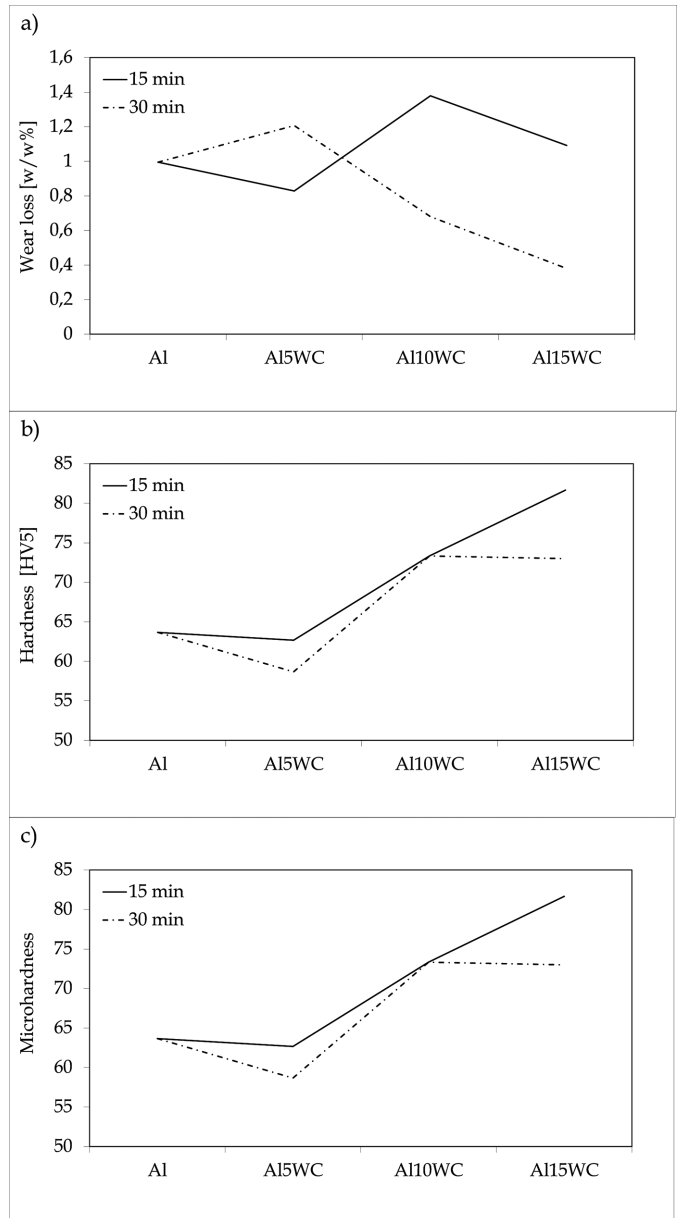 a)
1,6
1,4
1,2
1
0,8
0,6
0,4
0,2
0
Wear loss [w/w%]
15 min
30 min
Al Al5WC Al10WC Al15WC
b)
85
80
75
70
65
60
55
50
Hardness [HV5]
15 min
30 min
Al Al5WC Al10WC Al15WC
c)
85
80
75
70
65
60
55
50
Microhardness
15 min
30 min
Al Al5WC Al10WC Al15WC